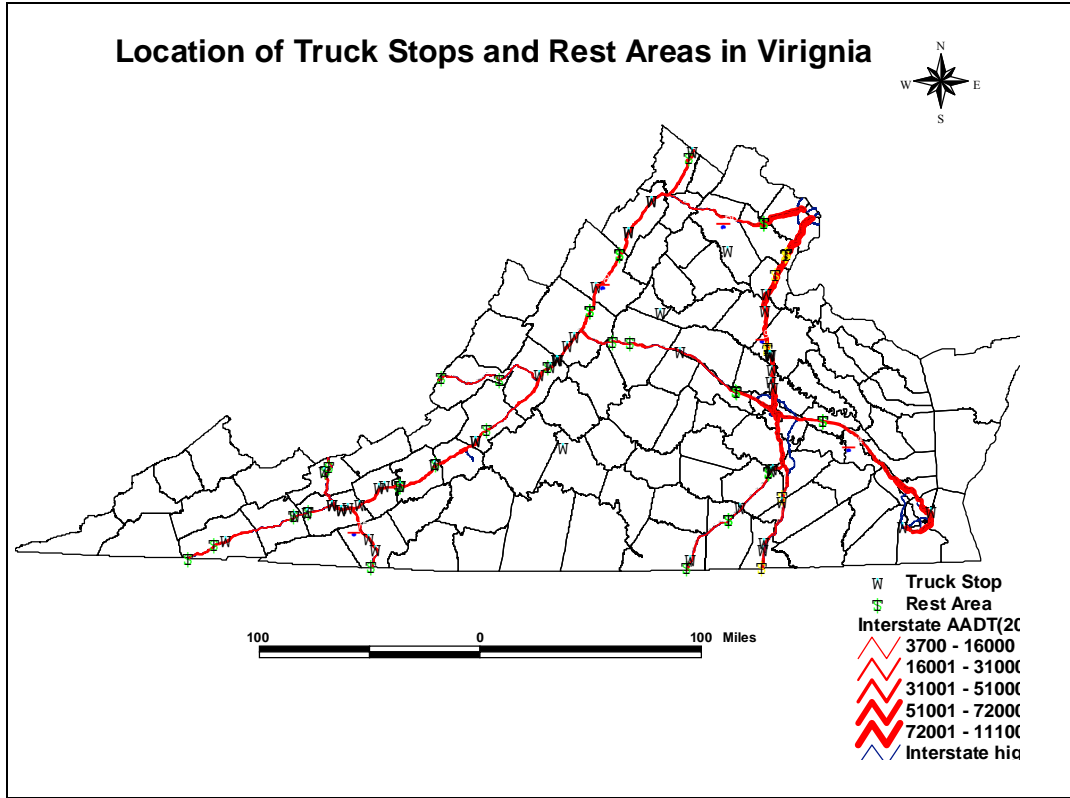 Location of Truck Stops and Rest Areas in Virignia
N
W E
S
W Truck Stop
T Rest Area
Interstate AADT(20
3700 - 16000
16001 - 31000
31001 - 51000
51001 - 72000
72001 - 11100
Interstate hig
100 0 100 Miles